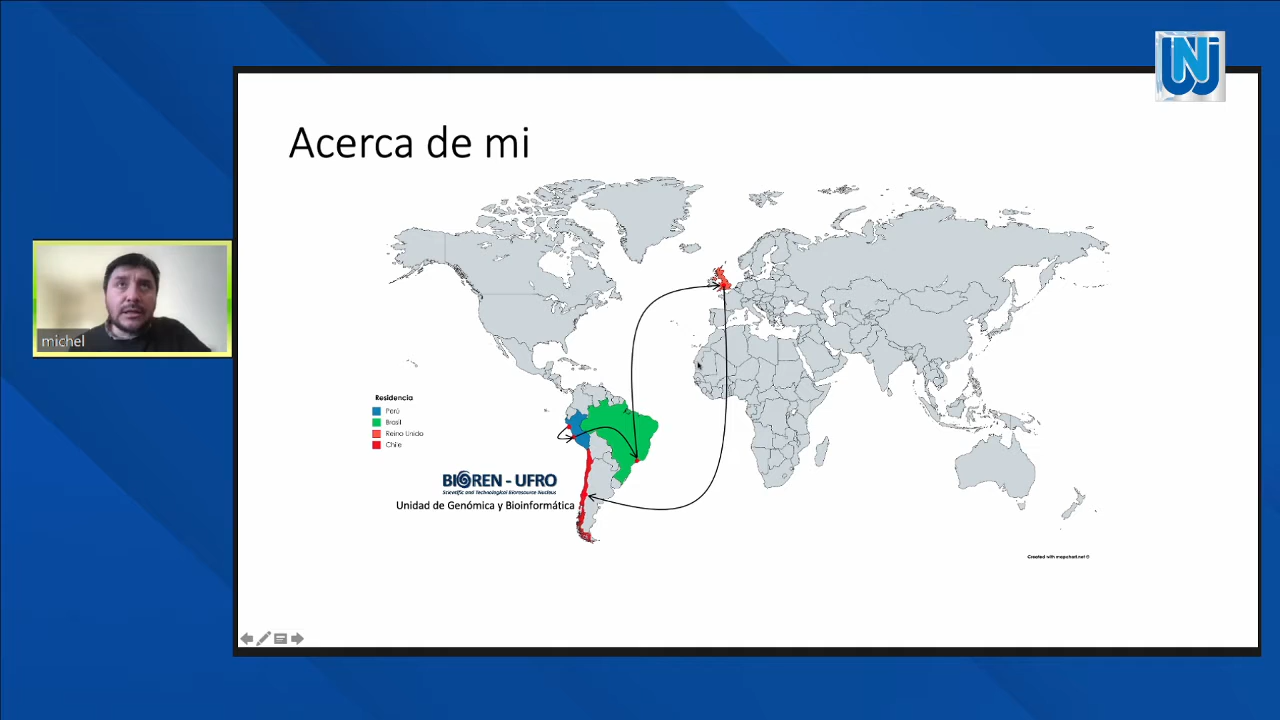 UNJ
Acerca de mi
michel
Residencia
Perú
Brasil
Reino Unido
Chile
BIOREN - UFRO
Scientific and Technological Bioresource Nucleus
Unidad de Genómica y Bioinformática
Created with mapchart.net ©